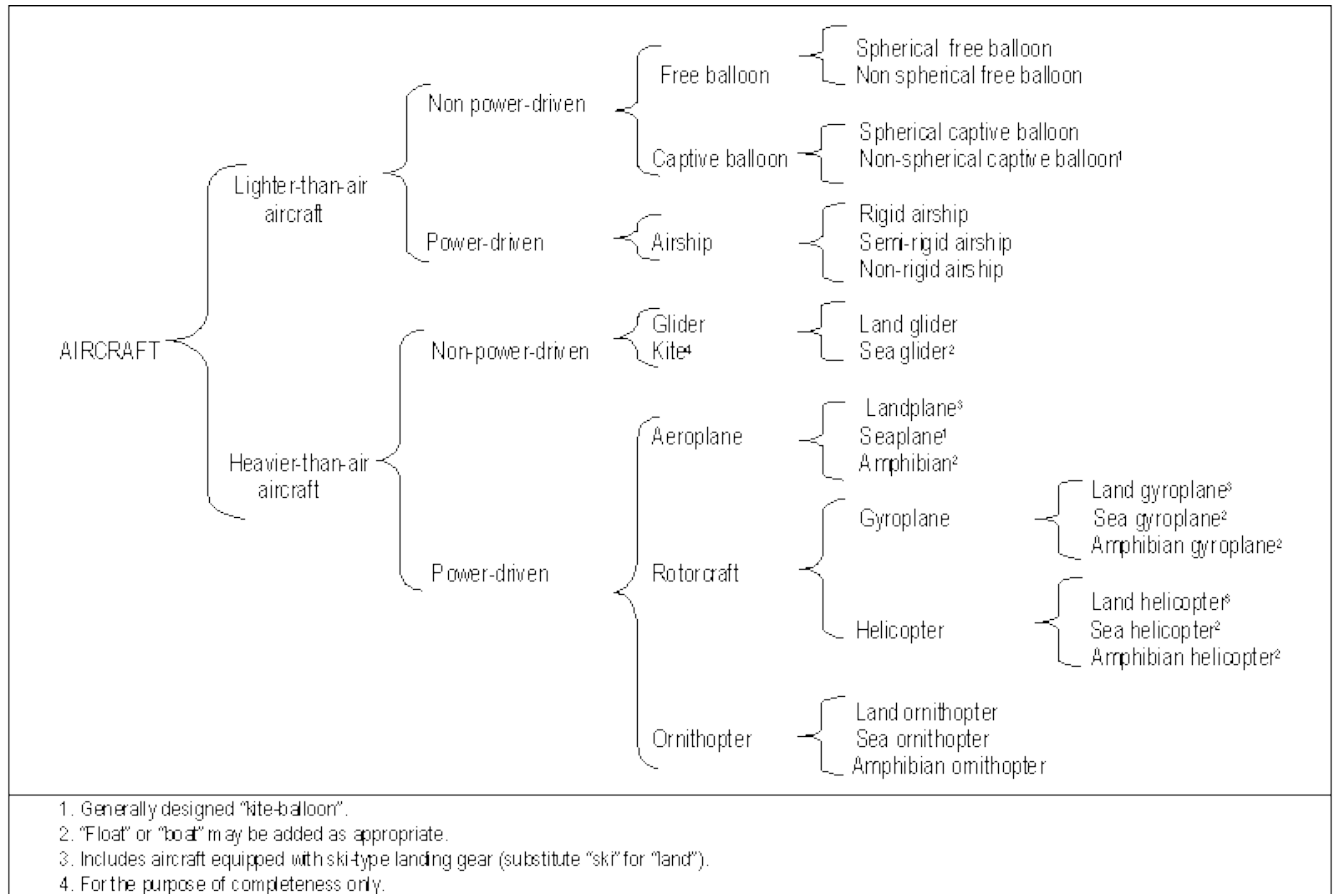 Spherical free balloon
Free balloon
Non spherical free balloon
Non power-driven
Spherical captive balloon
Captive balloon
Non-spherical captive balloon¹
Lighter-than-air
aircraft
Rigid airship
Power-driven
Airship
Semi-rigid airship
Non-rigid airship
Glider
Land glider
AIRCRAFT
Non-power-driven
Kite⁴
Sea glider²
Landplane³
Aeroplane
Seaplane¹
Amphibian²
Heavier-than-air
aircraft
Land gyroplane³
Gyroplane
Sea gyroplane²
Amphibian gyroplane²
Power-driven
Rotorcraft
Land helicopter³
Helicopter
Sea helicopter²
Amphibian helicopter²
Land ornithopter
Ornithopter
Sea ornithopter
Amphibian ornithopter
1. Generally designed "kite-balloon".
2. "Float" or "boat" may be added as appropriate.
3. Includes aircraft equipped with ski-type landing gear (substitute "ski" for "land").
4. For the purpose of completeness only.